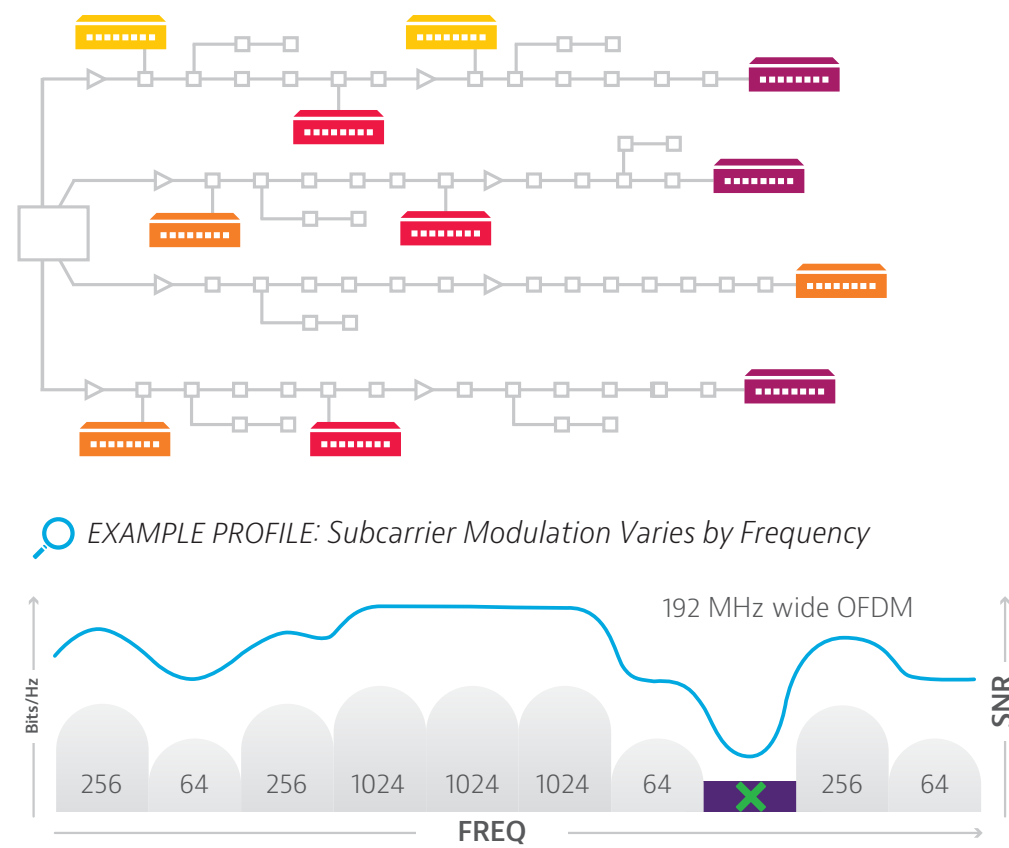 EXAMPLE PROFILE: Subcarrier Modulation Varies by Frequency
192 MHz wide OFDM
Bits/Hz
SNR
256 64 256 1024 1024 1024 64 256 64
FREQ